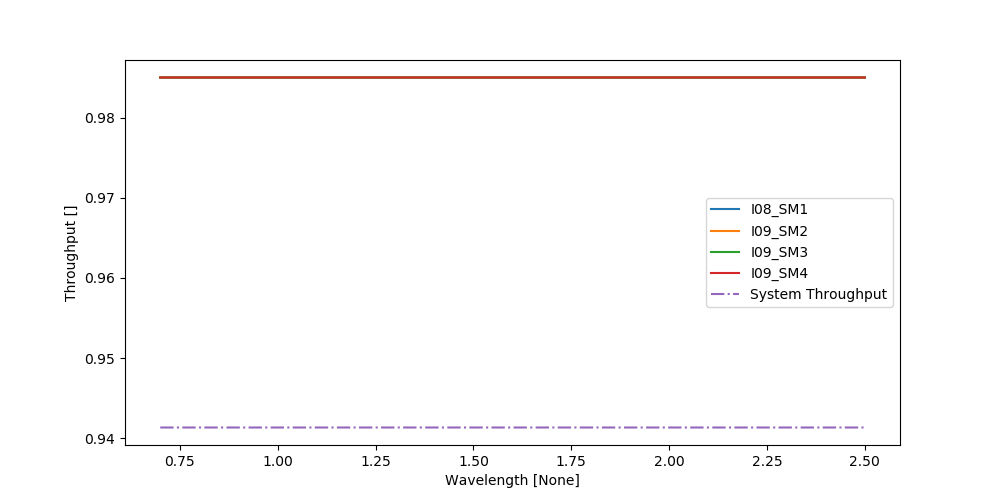 0.98
0.97
0.96
0.95
0.94
Throughput []
I08_SM1
I09_SM2
I09_SM3
I09_SM4
System Throughput
0.75 1.00 1.25 1.50 1.75 2.00 2.25 2.50
Wavelength [None]